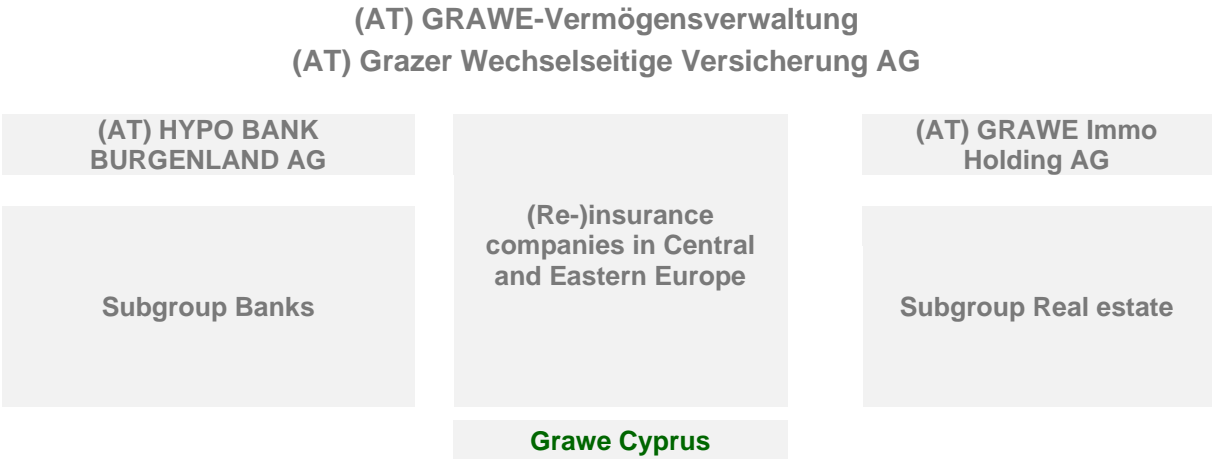 (AT) GRAWE-Vermögensverwaltung
(AT) Grazer Wechselseitige Versicherung AG
(AT) HYPO BANK
BURGENLAND AG
(AT) GRAWE Immo
Holding AG
(Re-)insurance
companies in Central
and Eastern Europe
Subgroup Banks
Subgroup Real estate
Grawe Cyprus